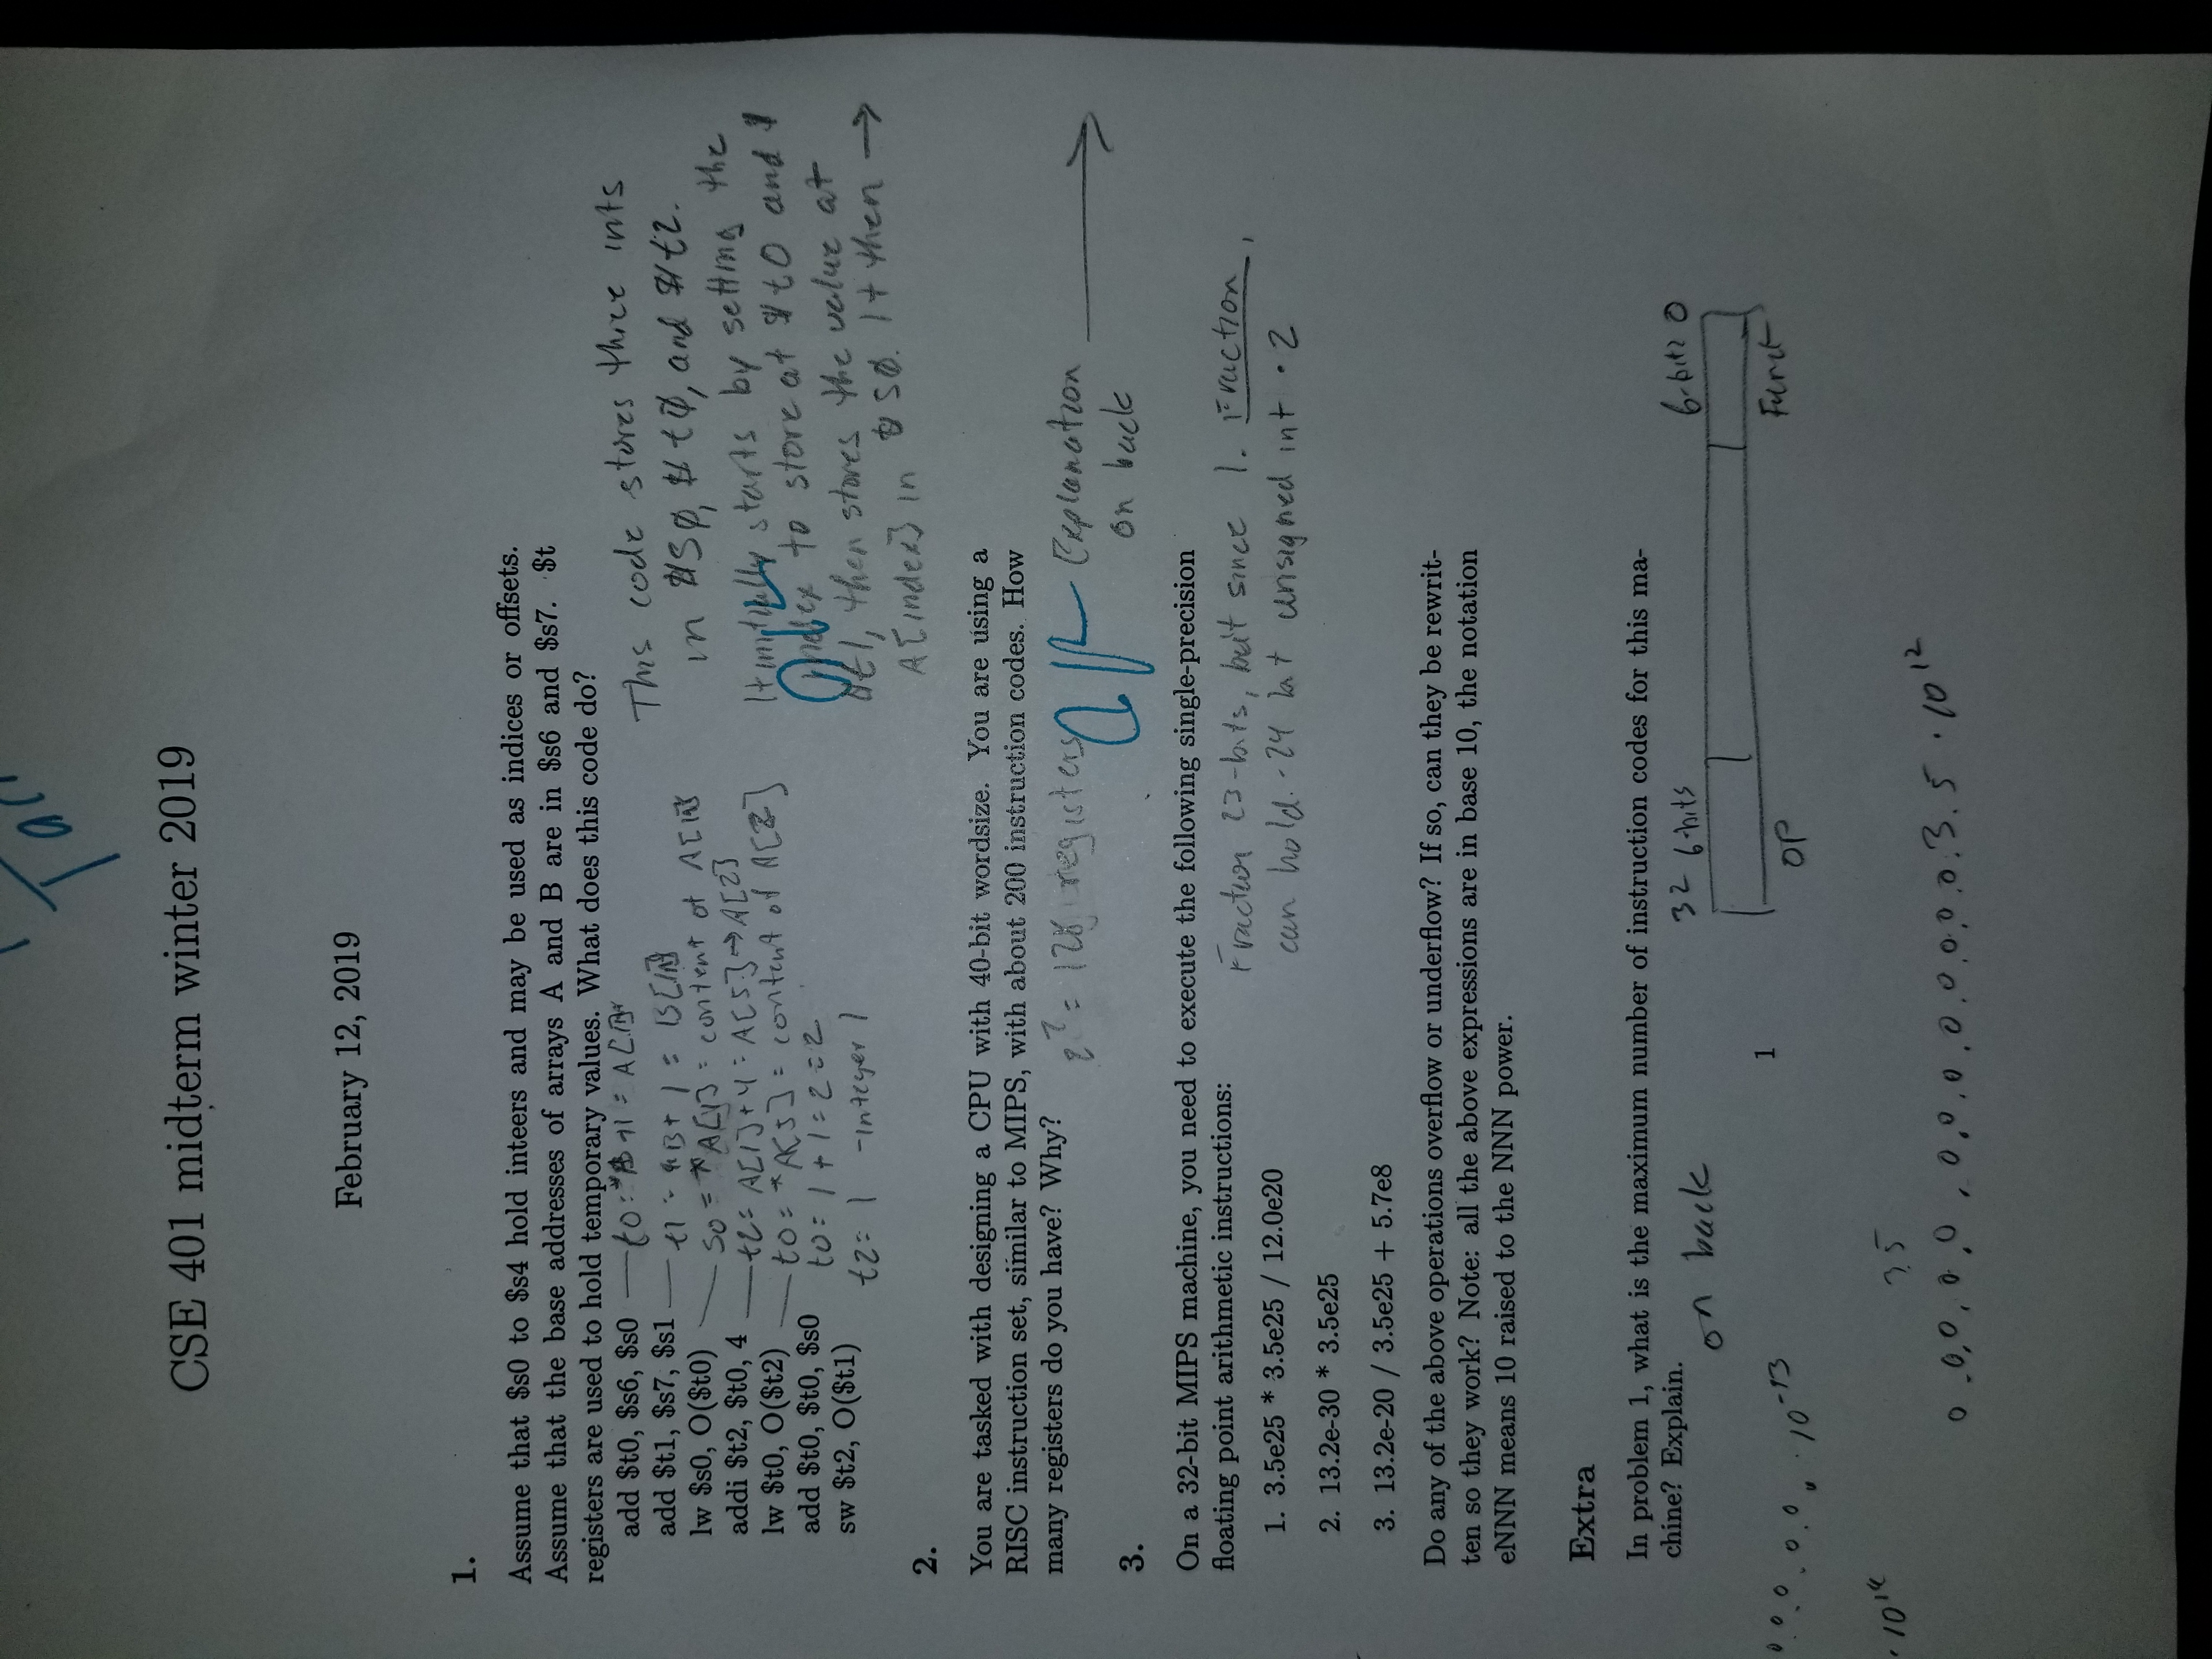 Tar
CSE 401 midterm winter 2019
February 12, 2019
1.
Assume that $s0 to $s4 hold inteers and may be used as indices or offsets.
Assume that the base addresses of arrays A and B are in $s6 and $s7. $t
registers are used to hold temporary values. What does this code do?
add $t0, $s6, $s0
add $t1, $s7, $s1
lw $s0, O($t0)
addi $t2, $t0, 4
lw $t0, O($t2)
add $t0, $t0, $s0
sw $t2, O($t1)
t1 = &B + 1 =
s0 = *A[1] = content of
t2 = A[1]+4 = A[5] → A[2]
t0 = *A[5] = content of A[2]
t0 = 1 + 1 = 2 = 2
t2 = 1 - integer 1
This code stores three ints
in $S0, $t0, and $t2.
It initially starts by setting the
index to store at $t0 and
$t1, then stores the value at
A[index] in $S0. It then →
2.
You are tasked with designing a CPU with 40-bit wordsize. You are using a
RISC instruction set, similar to MIPS, with about 200 instruction codes. How
many registers do you have? Why?
2^7 = 128 registers
Explanation
on back
3.
On a 32-bit MIPS machine, you need to execute the following single-precision
floating point arithmetic instructions:
Fraction 23-bits, but since 1. Fraction,
can hold 24 bit unsigned int · 2
1. 3.5e25 * 3.5e25 / 12.0e20
2. 13.2e-30 * 3.5e25
3. 13.2e-20 / 3.5e25 + 5.7e8
Do any of the above operations overflow or underflow? If so, can they be rewrit-
ten so they work? Note: all the above expressions are in base 10, the notation
eNNN means 10 raised to the NNN power.
Extra
In problem 1, what is the maximum number of instruction codes for this ma-
chine? Explain.
on back
32 6-bits
6-bits 0
OP
Funct
1
· 10^-13
· 10^14
3.5
0.0,0,0,0,0,0,0,0,0,0,0,0.3.5 · 10^12